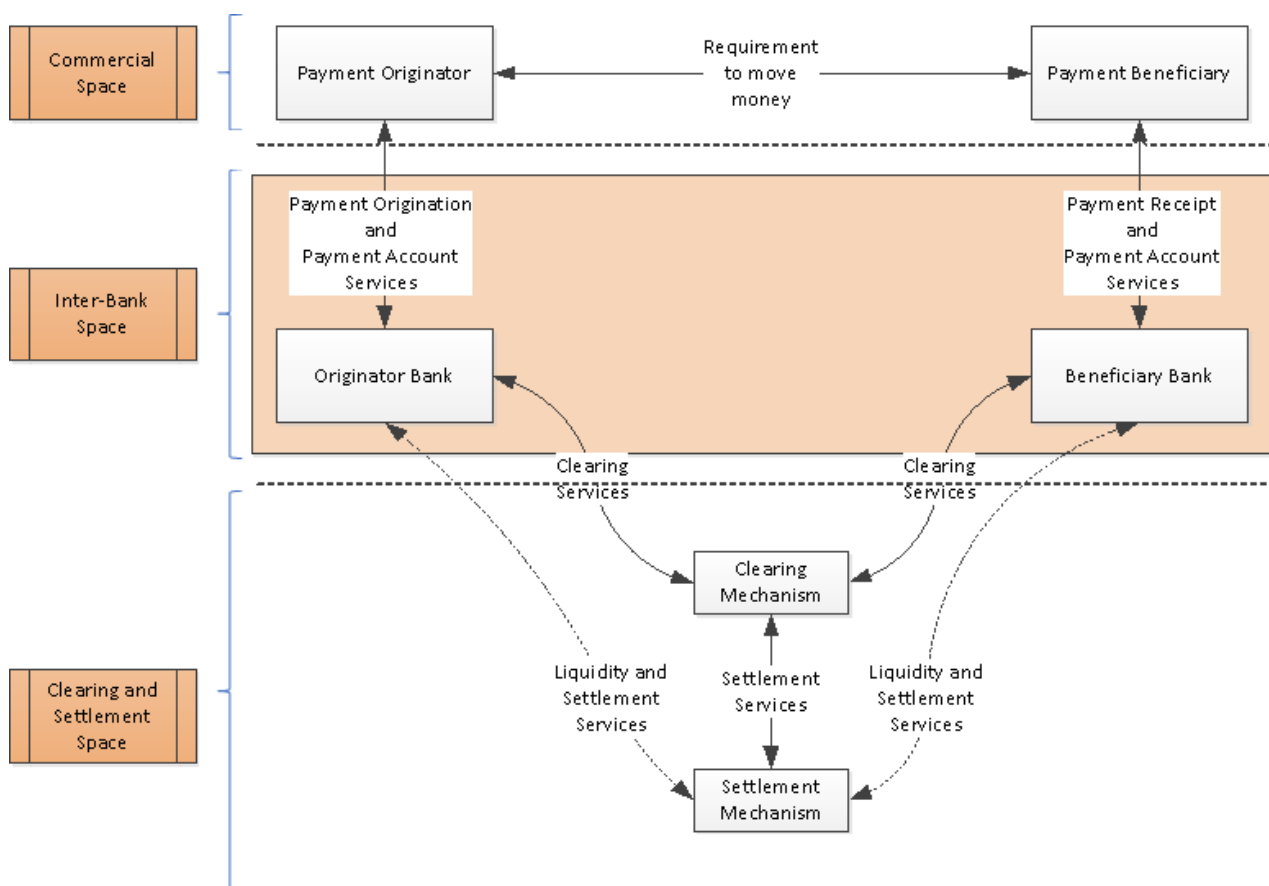 Commercial
Space
Payment Originator
Requirement
to move
money
Payment Beneficiary
Inter-Bank
Space
Payment Origination
and
Payment Account
Services
Payment Receipt
and
Payment Account
Services
Originator Bank
Beneficiary Bank
Clearing
Services
Clearing
Services
Clearing and
Settlement
Space
Clearing
Mechanism
Liquidity and
Settlement
Services
Settlement
Services
Liquidity and
Settlement
Services
Settlement
Mechanism